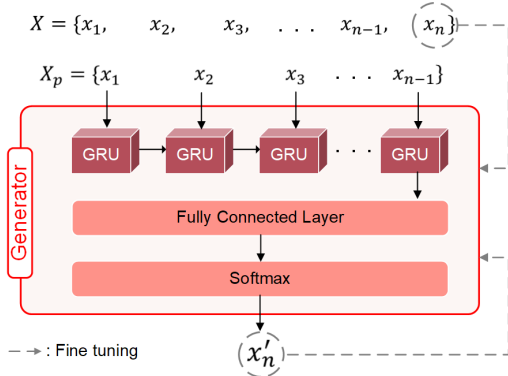 X = {x₁, x₂, x₃, . . . xₙ₋₁, xₙ}
Xₚ = {x₁ x₂ x₃ . . . xₙ₋₁}
GRU GRU GRU . . . GRU
Generator
Fully Connected Layer
Softmax
x′ₙ
: Fine tuning